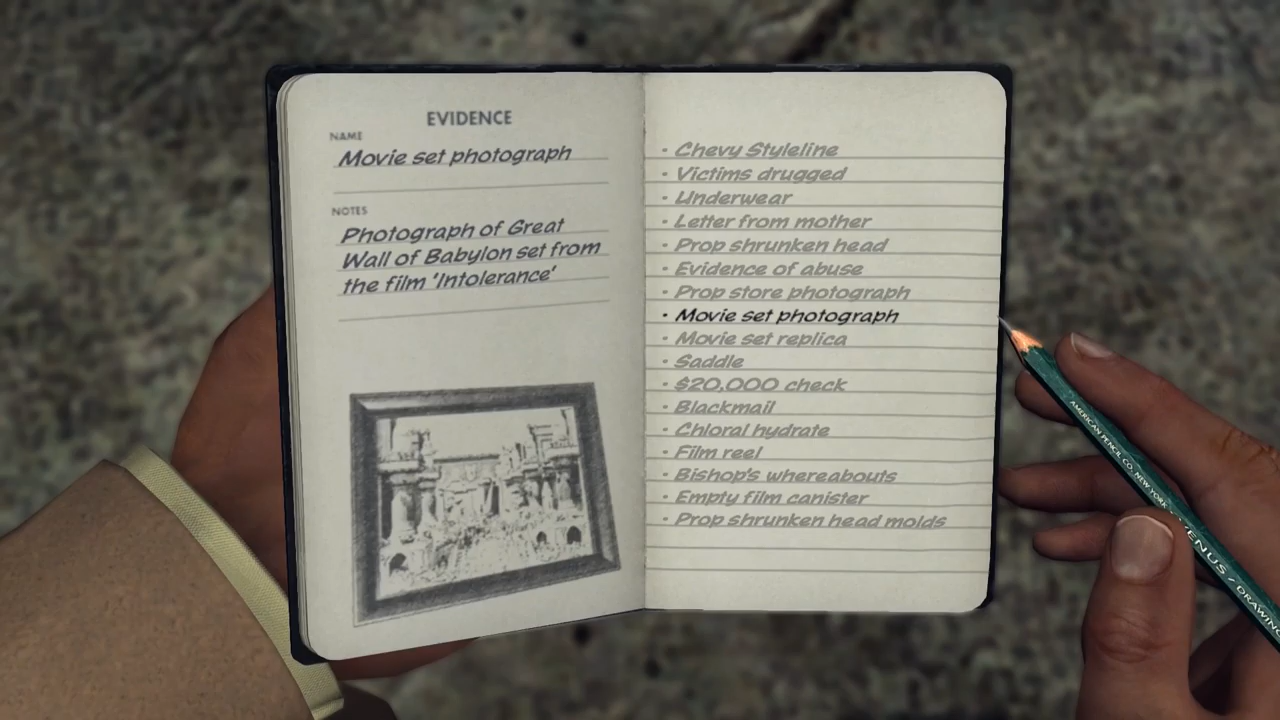 EVIDENCE
NAME
Movie set photograph
NOTES
Photograph of Great
Wall of Babylon set from
the film 'Intolerance'
· Chevy Styleline
· Victims drugged
· Underwear
· Letter from mother
· Prop shrunken head
· Evidence of abuse
· Prop store photograph
· Movie set photograph
· Movie set replica
· Saddle
· $20,000 check
· Blackmail
· Chloral hydrate
· Film reel
· Bishop's whereabouts
· Empty film canister
· Prop shrunken head molds
AMERICAN PENCIL CO. NEW YORK
VENUS / DRAWING